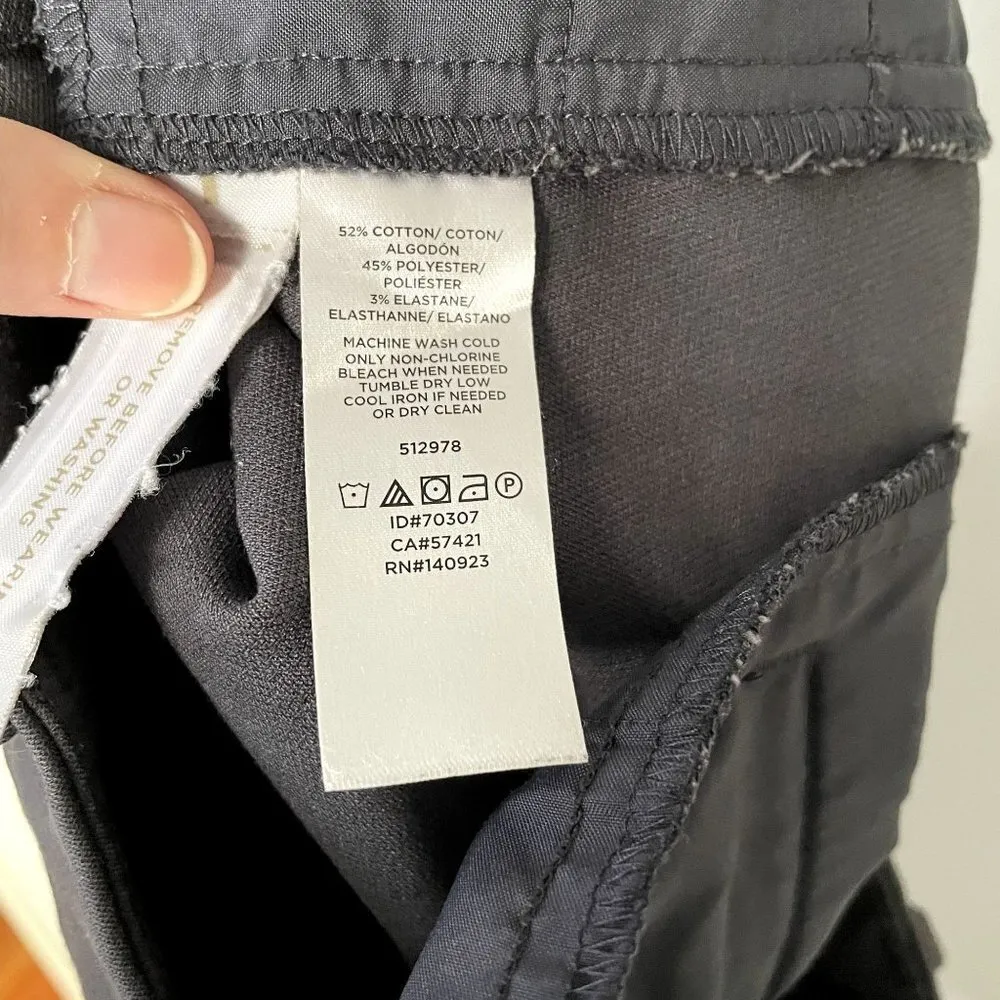 52% COTTON/ COTON/
ALGODÓN
45% POLYESTER/
POLIÉSTER
3% ELASTANE/
ELASTHANNE/ ELASTANO
MACHINE WASH COLD
ONLY NON-CHLORINE
BLEACH WHEN NEEDED
TUMBLE DRY LOW
COOL IRON IF NEEDED
OR DRY CLEAN
512978
P
ID#70307
CA#57421
RN#140923
BEFORE
OR WASHING